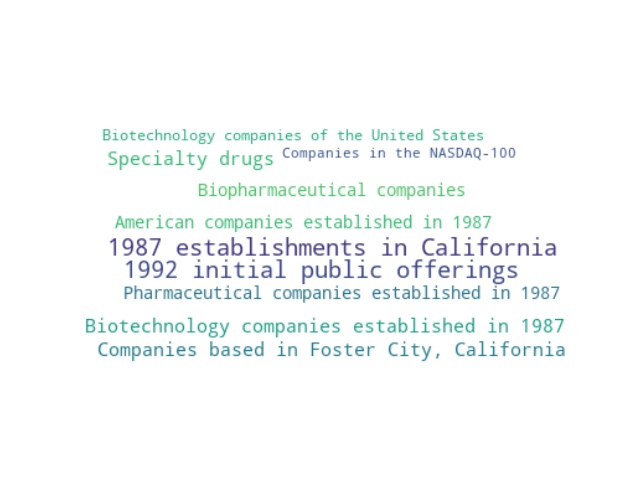 Biotechnology companies of the United States
Specialty drugs
Companies in the NASDAQ-100
Biopharmaceutical companies
American companies established in 1987
1987 establishments in California
1992 initial public offerings
Pharmaceutical companies established in 1987
Biotechnology companies established in 1987
Companies based in Foster City, California